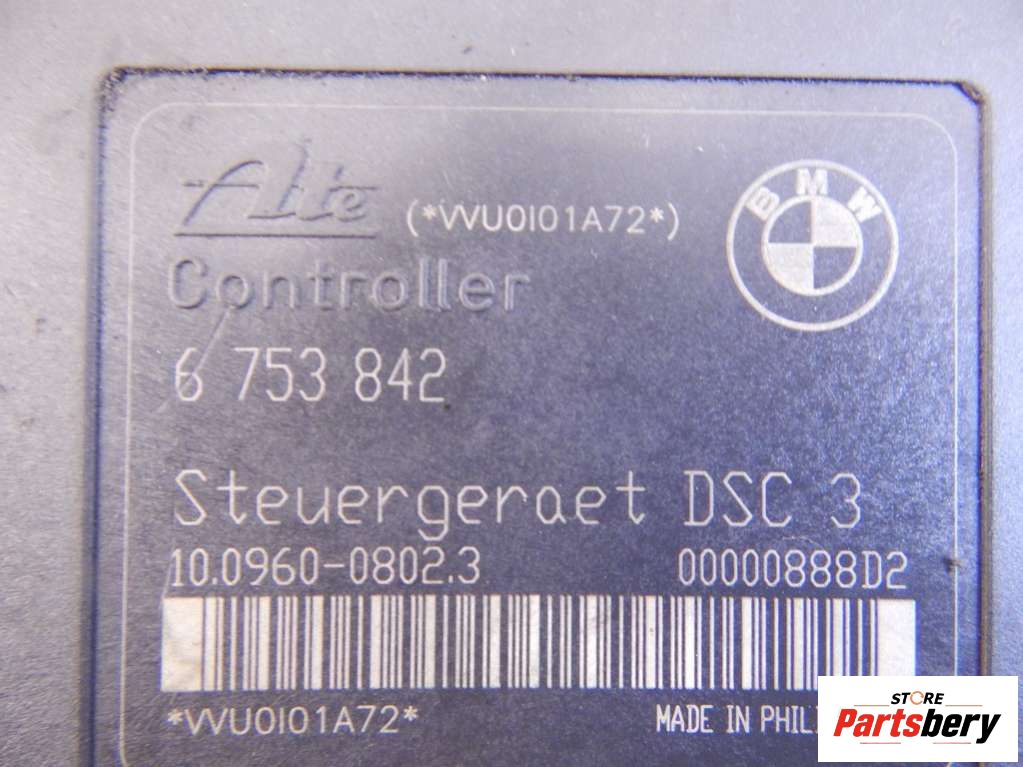 Ate
(*VVU0I01A72*)
BMW
Controller
6 753 842
Steuergeraet DSC 3
10.0960-0802.3 00000888D2
*VVU0I01A72* MADE IN
STORE
Partsbery